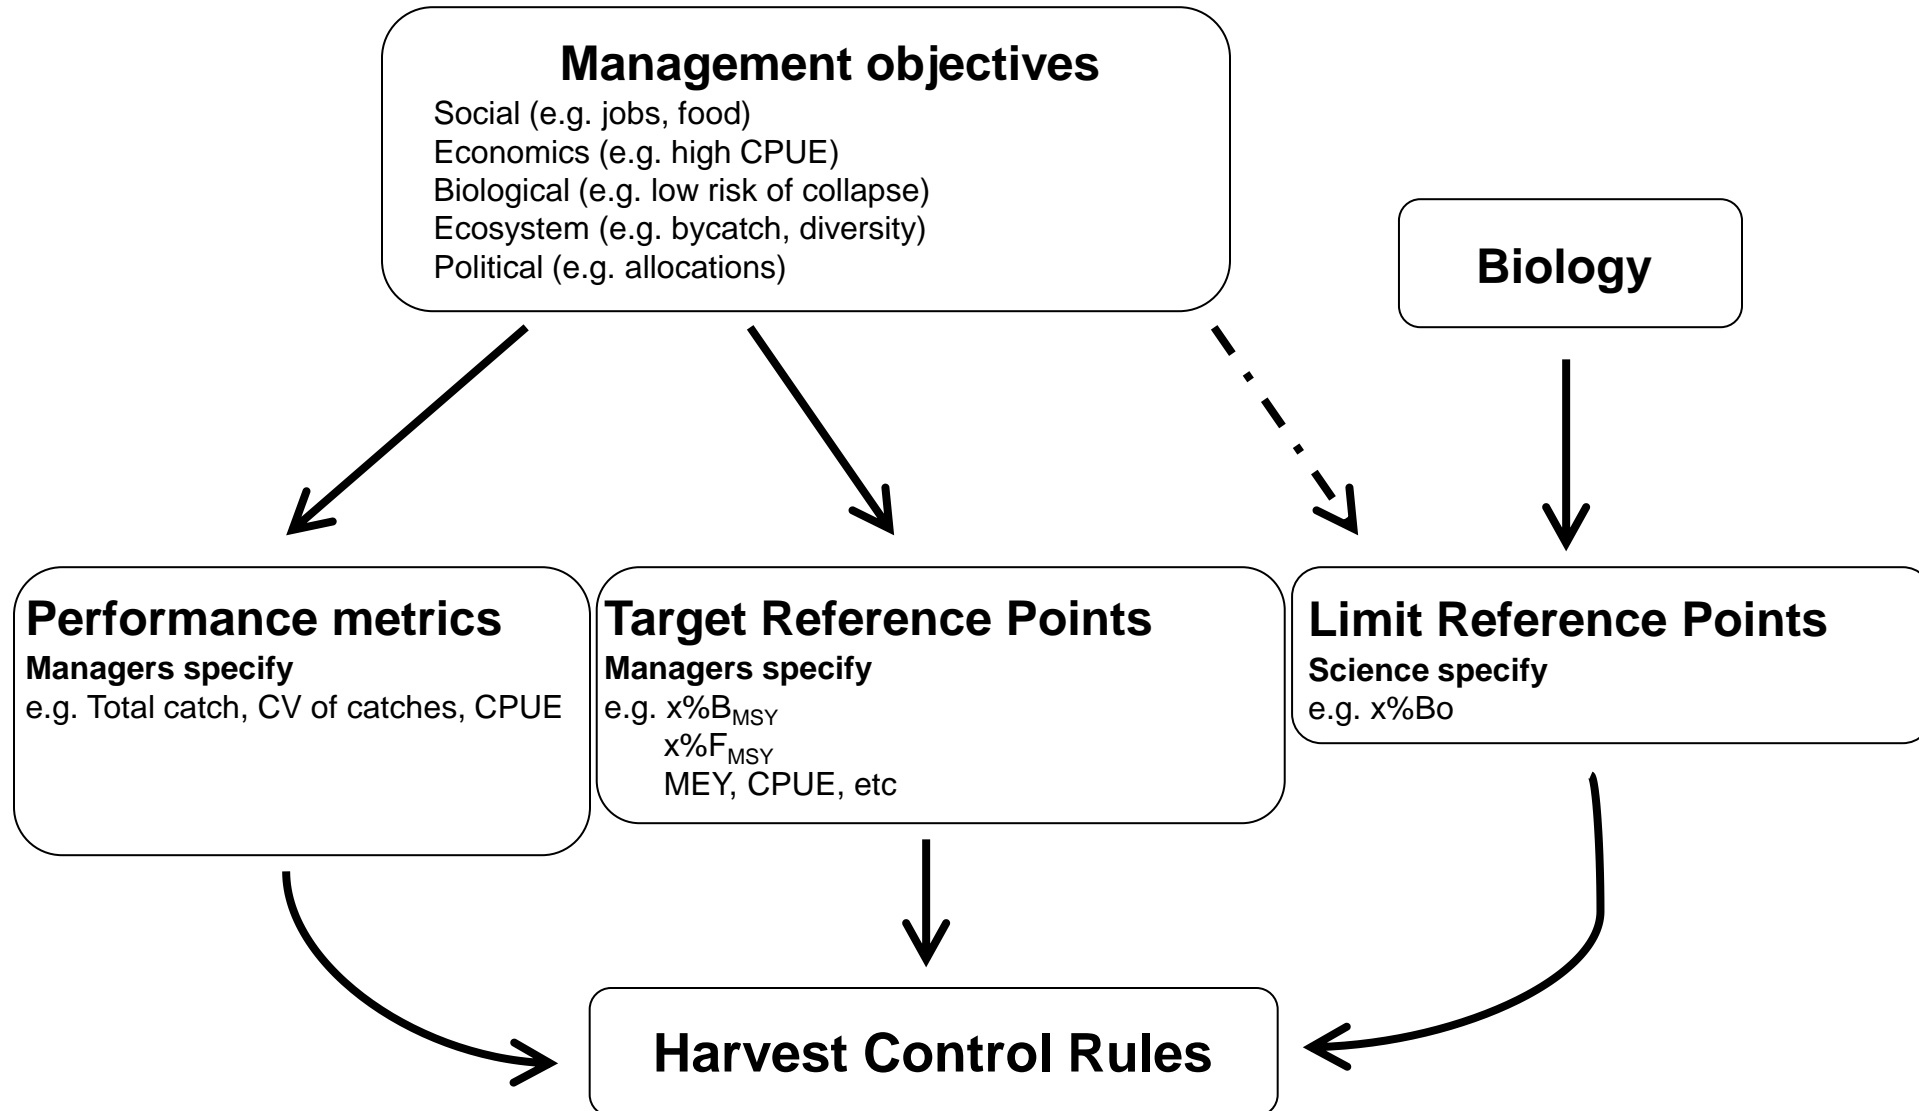 Management objectives
Social (e.g. jobs, food)
Economics (e.g. high CPUE)
Biological (e.g. low risk of collapse)
Ecosystem (e.g. bycatch, diversity)
Political (e.g. allocations)
Biology
Performance metrics
Managers specify
e.g. Total catch, CV of catches, CPUE
Target Reference Points
Managers specify
e.g. x%BMSY
x%FMSY
MEY, CPUE, etc
Limit Reference Points
Science specify
e.g. x%Bo
Harvest Control Rules